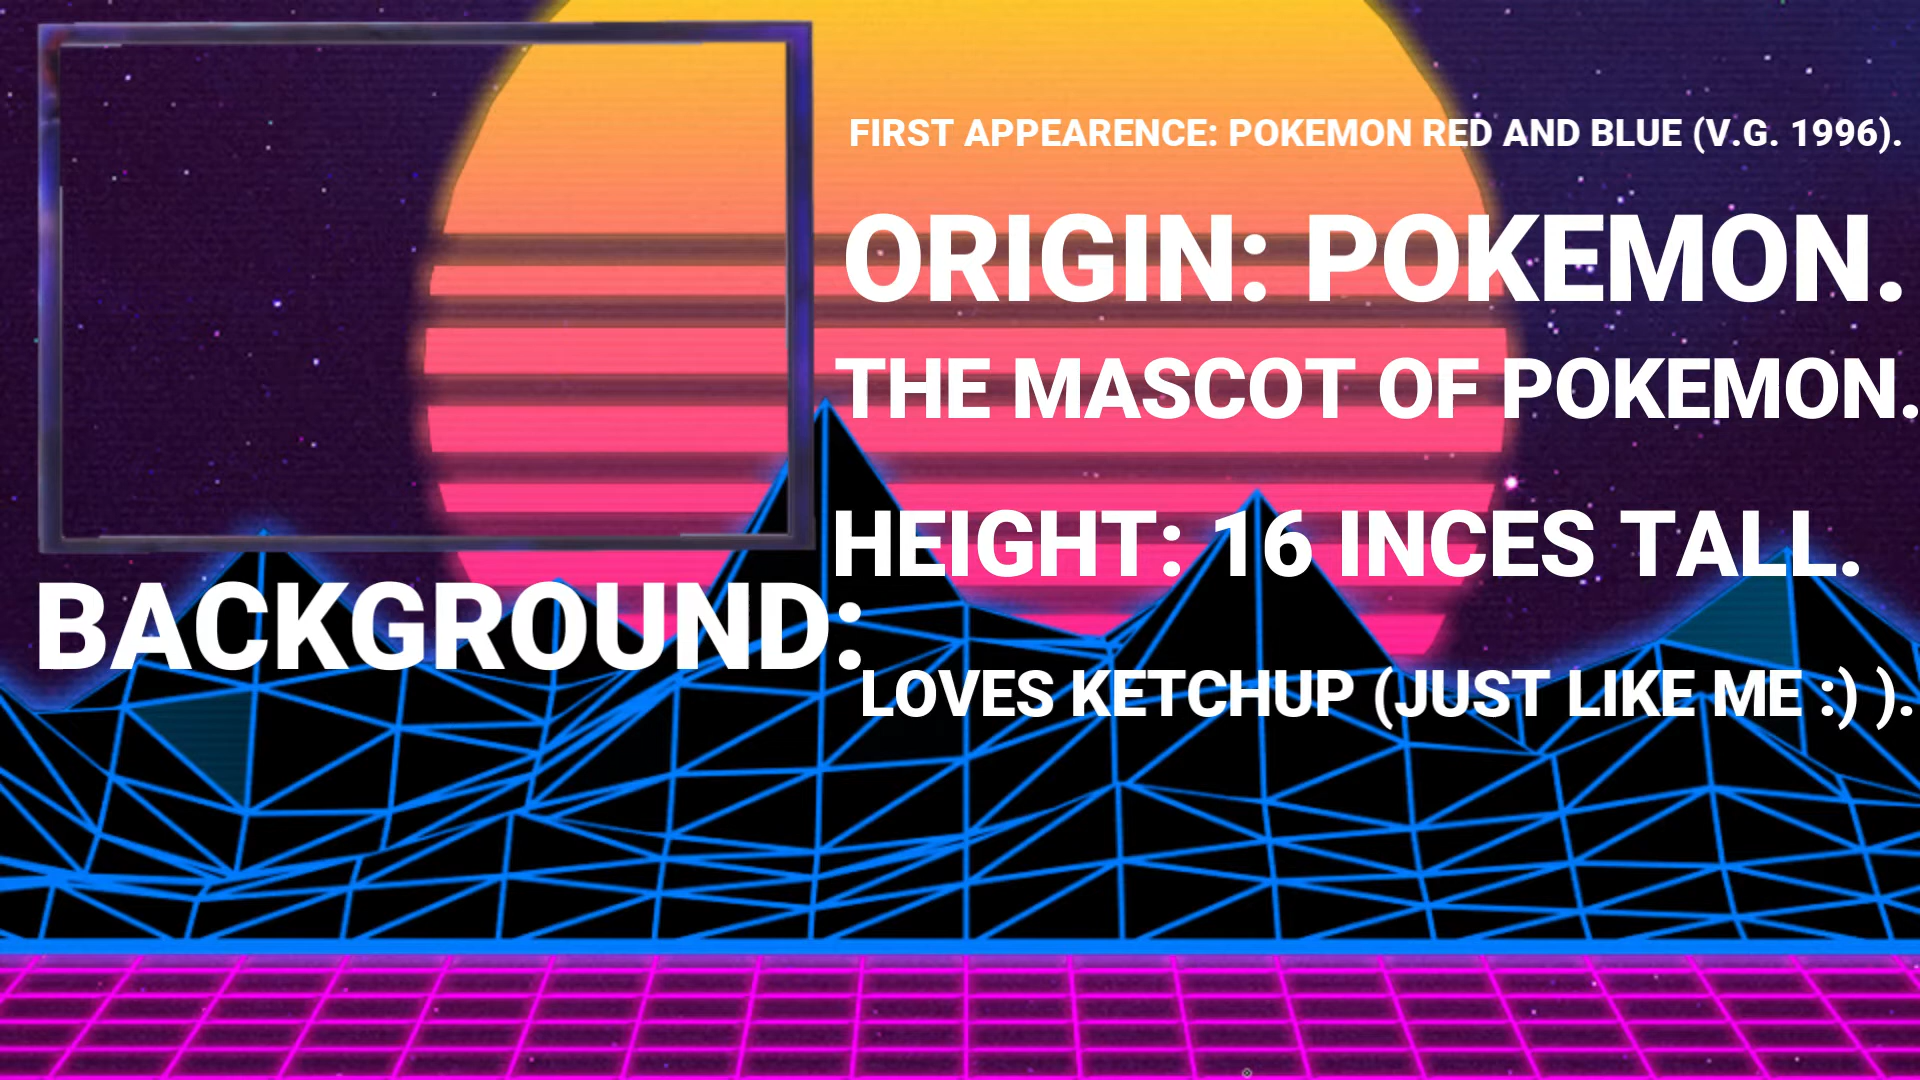 FIRST APPEARENCE: POKEMON RED AND BLUE (V.G. 1996).
ORIGIN: POKEMON.
THE MASCOT OF POKEMON.
HEIGHT: 16 INCES TALL.
BACKGROUND:
LOVES KETCHUP (JUST LIKE ME :) ).